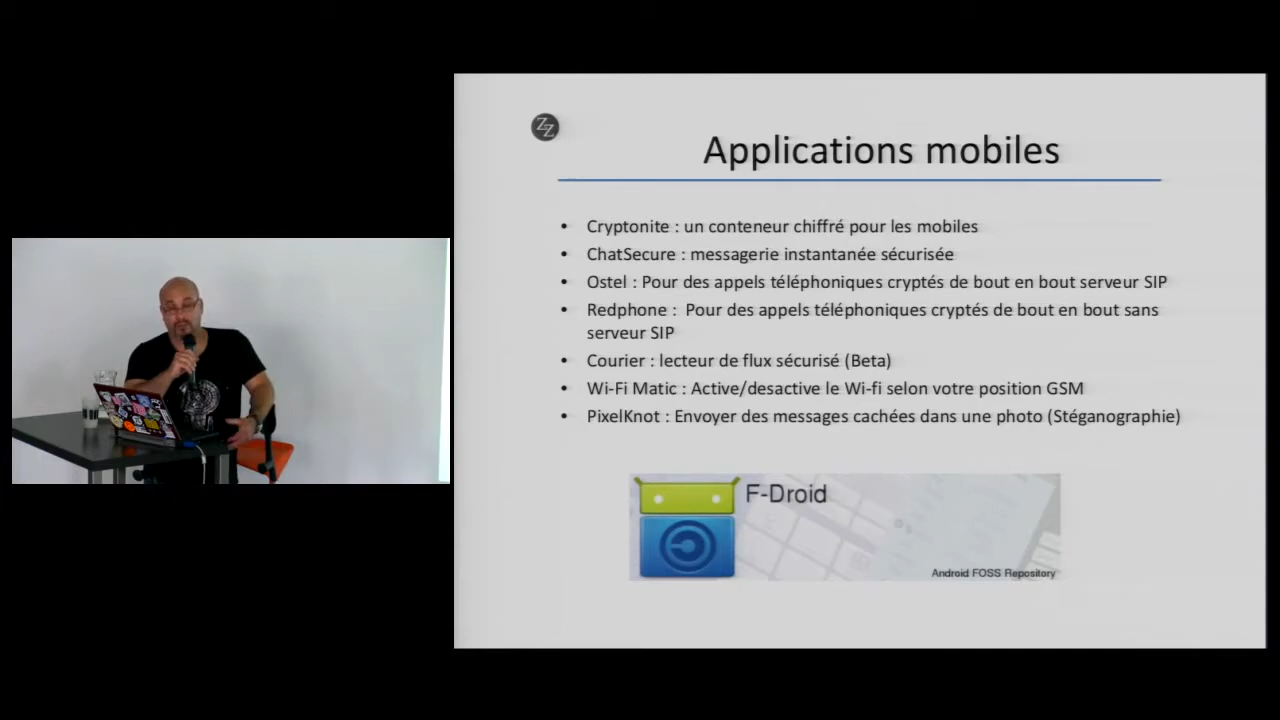 ZZ
Applications mobiles
• Cryptonite : un conteneur chiffré pour les mobiles
• ChatSecure : messagerie instantanée sécurisée
• Ostel : Pour des appels téléphoniques cryptés de bout en bout serveur SIP
• Redphone :  Pour des appels téléphoniques cryptés de bout en bout sans
serveur SIP
• Courier : lecteur de flux sécurisé (Beta)
• Wi-Fi Matic : Active/desactive le Wi-fi selon votre position GSM
• PixelKnot : Envoyer des messages cachées dans une photo (Stéganographie)
F-Droid
Android FOSS Repository